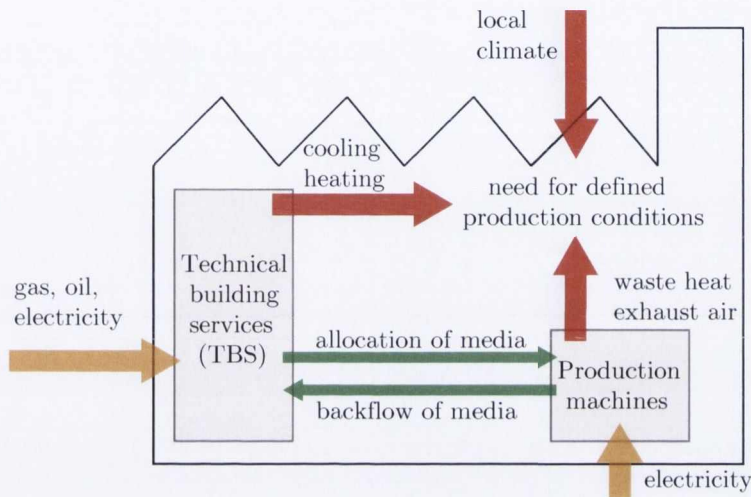 local
climate
cooling
heating
need for defined
production conditions
Technical
building
services
(TBS)
gas, oil,
electricity
waste heat
exhaust air
allocation of media
backflow of media
Production
machines
electricity